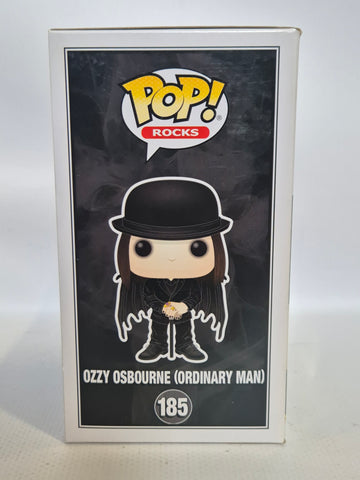 POP!
ROCKS
OZZY OSBOURNE (ORDINARY MAN)
185